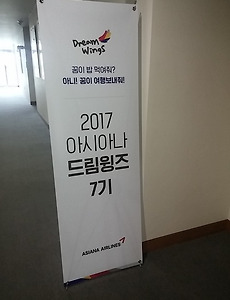 Dream
Wings
꿈이 밥 먹여줘?
아니! 꿈이 여행보내줘!
2017
아시아나
드림윙즈
7기
ASIANA AIRLINES